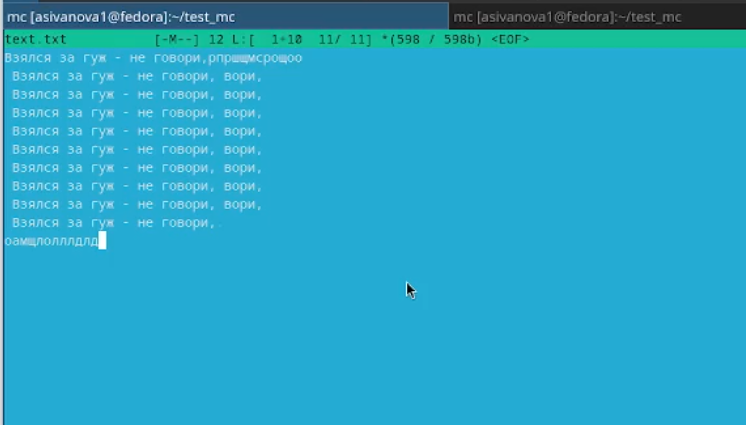 mc [asivanova1@fedora]:~/test_mc
mc [asivanova1@fedora]:~/test_mc
text.txt [-M--] 12 L:[ 1+10 11/ 11] *(598 / 598b) <EOF>
Взялся за гуж - не говори,рпршщмсрощоо
Взялся за гуж - не говори, вори,
Взялся за гуж - не говори, вори,
Взялся за гуж - не говори, вори,
Взялся за гуж - не говори, вори,
Взялся за гуж - не говори, вори,
Взялся за гуж - не говори, вори,
Взялся за гуж - не говори, вори,
Взялся за гуж - не говори, вори,
Взялся за гуж - не говори,
оамщлолллдлд